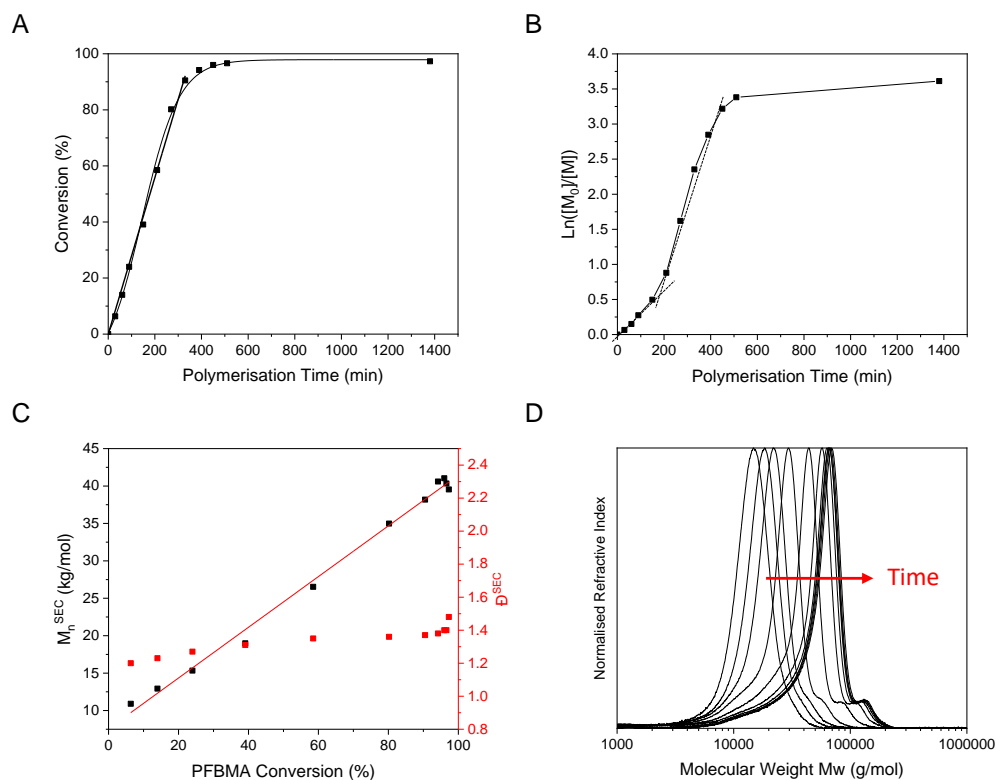 A
100
80
60
40
20
0
Conversion (%)
0 200 400 600 800 1000 1200 1400
Polymerisation Time (min)
B
4.0
3.5
3.0
2.5
2.0
1.5
1.0
0.5
0.0
Ln([M₀]/[M])
0 200 400 600 800 1000 1200 1400
Polymerisation Time (min)
C
45
40
35
30
25
20
15
10
Mₙ^SEC (kg/mol)
2.4
2.2
2.0
1.8
1.6
1.4
1.2
1.0
0.8
Đ^SEC
0 20 40 60 80 100
PFBMA Conversion (%)
D
Normalised Refractive Index
Time
1000 10000 100000 1000000
Molecular Weight Mw (g/mol)